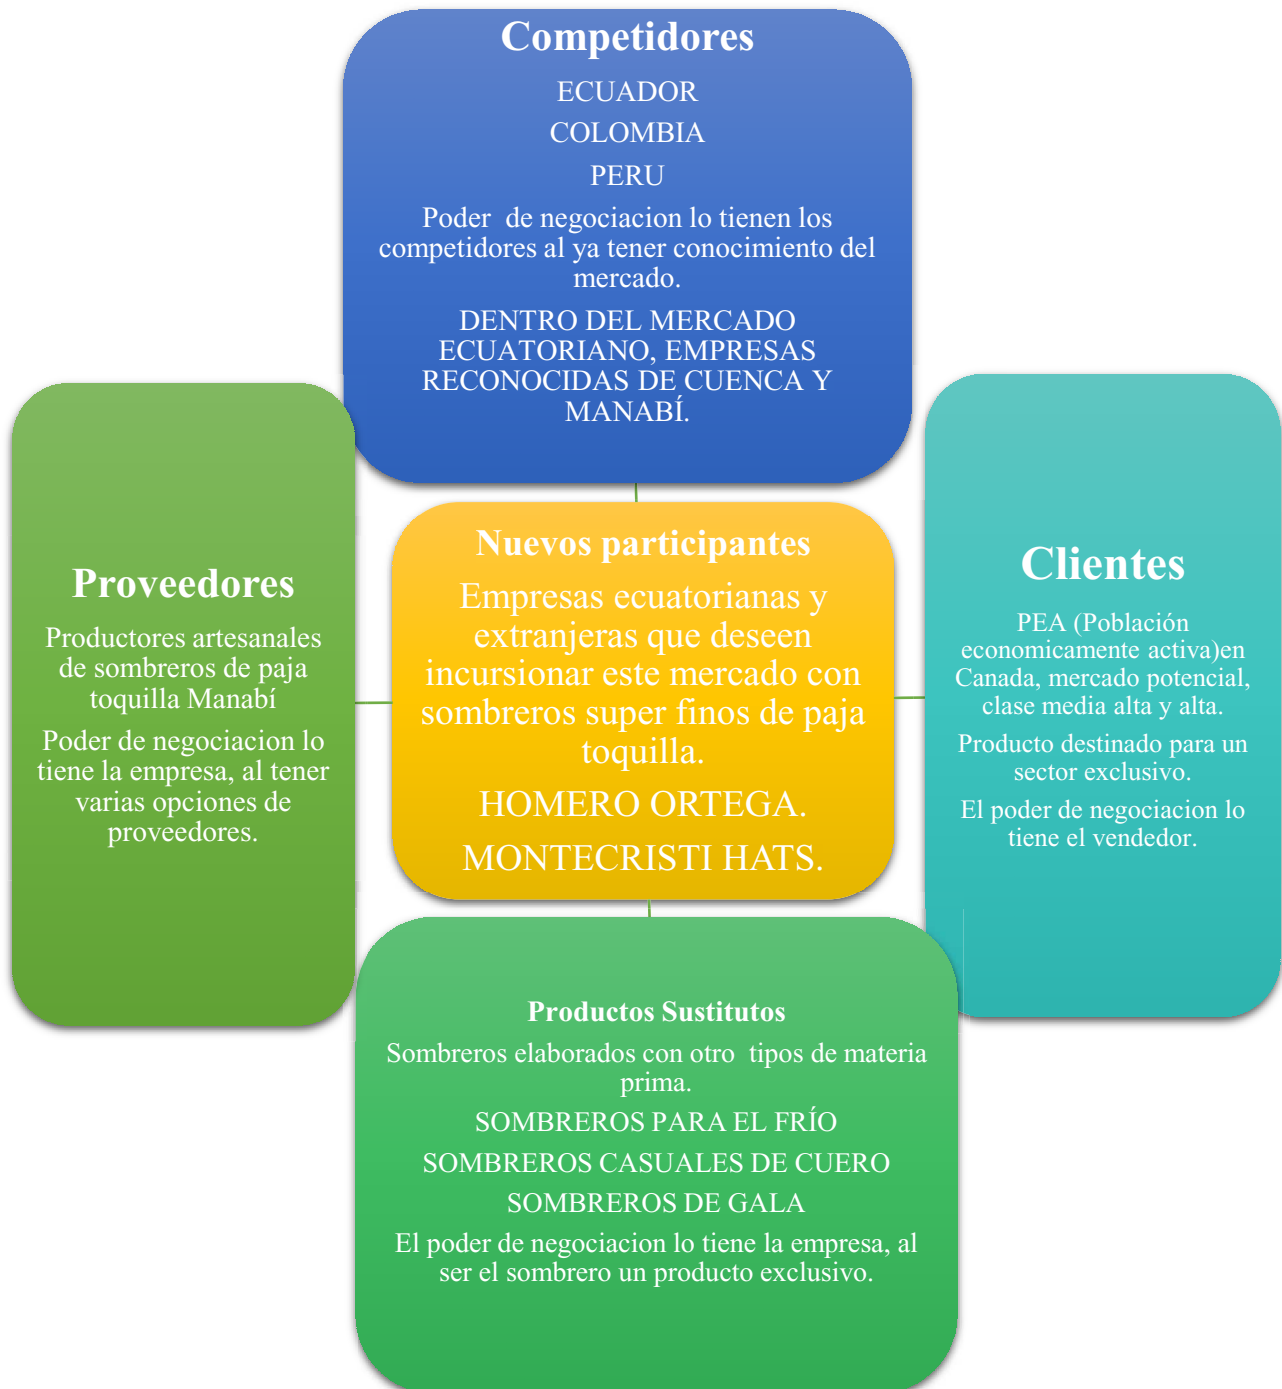 Competidores
ECUADOR
COLOMBIA
PERU
Poder de negociacion lo tienen los
competidores al ya tener conocimiento del
mercado.
DENTRO DEL MERCADO
ECUATORIANO, EMPRESAS
RECONOCIDAS DE CUENCA Y
MANABÍ.
Proveedores
Productores artesanales
de sombreros de paja
toquilla Manabí
Poder de negociacion lo
tiene la empresa, al tener
varias opciones de
proveedores.
Nuevos participantes
Empresas ecuatorianas y
extranjeras que deseen
incursionar este mercado con
sombreros super finos de paja
toquilla.
HOMERO ORTEGA.
MONTECRISTI HATS.
Clientes
PEA (Población
economicamente activa)en
Canada, mercado potencial,
clase media alta y alta.
Producto destinado para un
sector exclusivo.
El poder de negociacion lo
tiene el vendedor.
Productos Sustitutos
Sombreros elaborados con otro tipos de materia
prima.
SOMBREROS PARA EL FRÍO
SOMBREROS CASUALES DE CUERO
SOMBREROS DE GALA
El poder de negociacion lo tiene la empresa, al
ser el sombrero un producto exclusivo.